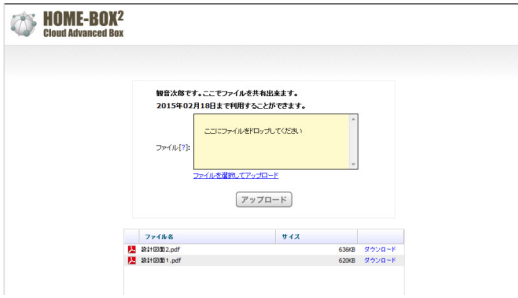 HOME-BOX²
Cloud Advanced Box
観音次郎です。ここでファイルを共有出来ます。
2015年02月18日まで利用することができます。
ここにファイルをドロップしてください
ファイル[?]:
ファイルを選択してアップロード
アップロード
ファイル名 サイズ
設計図面2.pdf 636KB ダウンロード
設計図面1.pdf 620KB ダウンロード